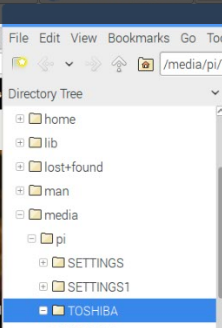 File Edit View Bookmarks Go
/media/pi/
Directory Tree
home
lib
lost+found
man
media
pi
SETTINGS
SETTINGS1
TOSHIBA